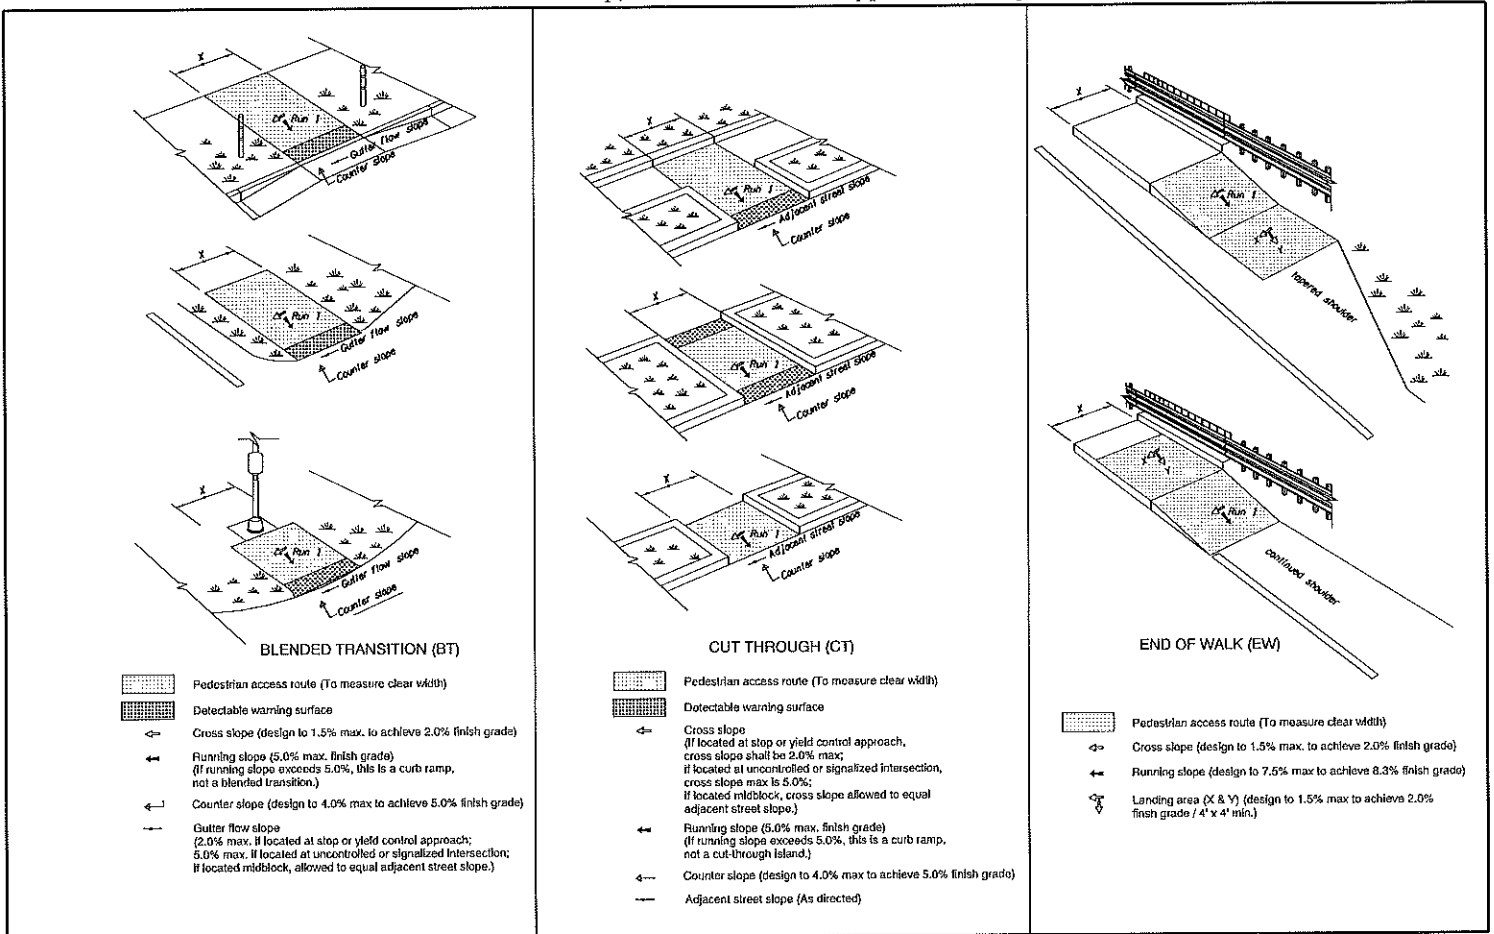 X
Run 1
Gutter flow slope
Counter slope
X
Run 1
Gutter flow slope
Counter slope
X
Run 1
Gutter flow slope
Counter slope
BLENDED TRANSITION (BT)
Pedestrian access route (To measure clear width)
Detectable warning surface
Cross slope (design to 1.5% max. to achieve 2.0% finish grade)
Running slope (5.0% max. finish grade)
(If running slope exceeds 5.0%, this is a curb ramp,
not a blended transition.)
Counter slope (design to 4.0% max to achieve 5.0% finish grade)
Gutter flow slope
(2.0% max. if located at stop or yield control approach;
5.0% max. if located at uncontrolled or signalized intersection;
if located midblock, allowed to equal adjacent street slope.)
X
Run 1
Adjacent street slope
Counter slope
X
Run 1
Adjacent street slope
Counter slope
X
Run 1
Adjacent street slope
Counter slope
CUT THROUGH (CT)
Pedestrian access route (To measure clear width)
Detectable warning surface
Cross slope
(If located at stop or yield control approach,
cross slope shall be 2.0% max;
if located at uncontrolled or signalized intersection,
cross slope max is 5.0%;
if located midblock, cross slope allowed to equal
adjacent street slope.)
Running slope (5.0% max. finish grade)
(If running slope exceeds 5.0%, this is a curb ramp,
not a cut-through island.)
Counter slope (design to 4.0% max to achieve 5.0% finish grade)
Adjacent street slope (As directed)
X
Run 1
X
Y
tapered shoulder
X
X
Y
Run 1
continued shoulder
END OF WALK (EW)
Pedestrian access route (To measure clear width)
Cross slope (design to 1.5% max. to achieve 2.0% finish grade)
Running slope (design to 7.5% max to achieve 8.3% finish grade)
Landing area (X & Y) (design to 1.5% max to achieve 2.0%
finsh grade / 4' x 4' min.)